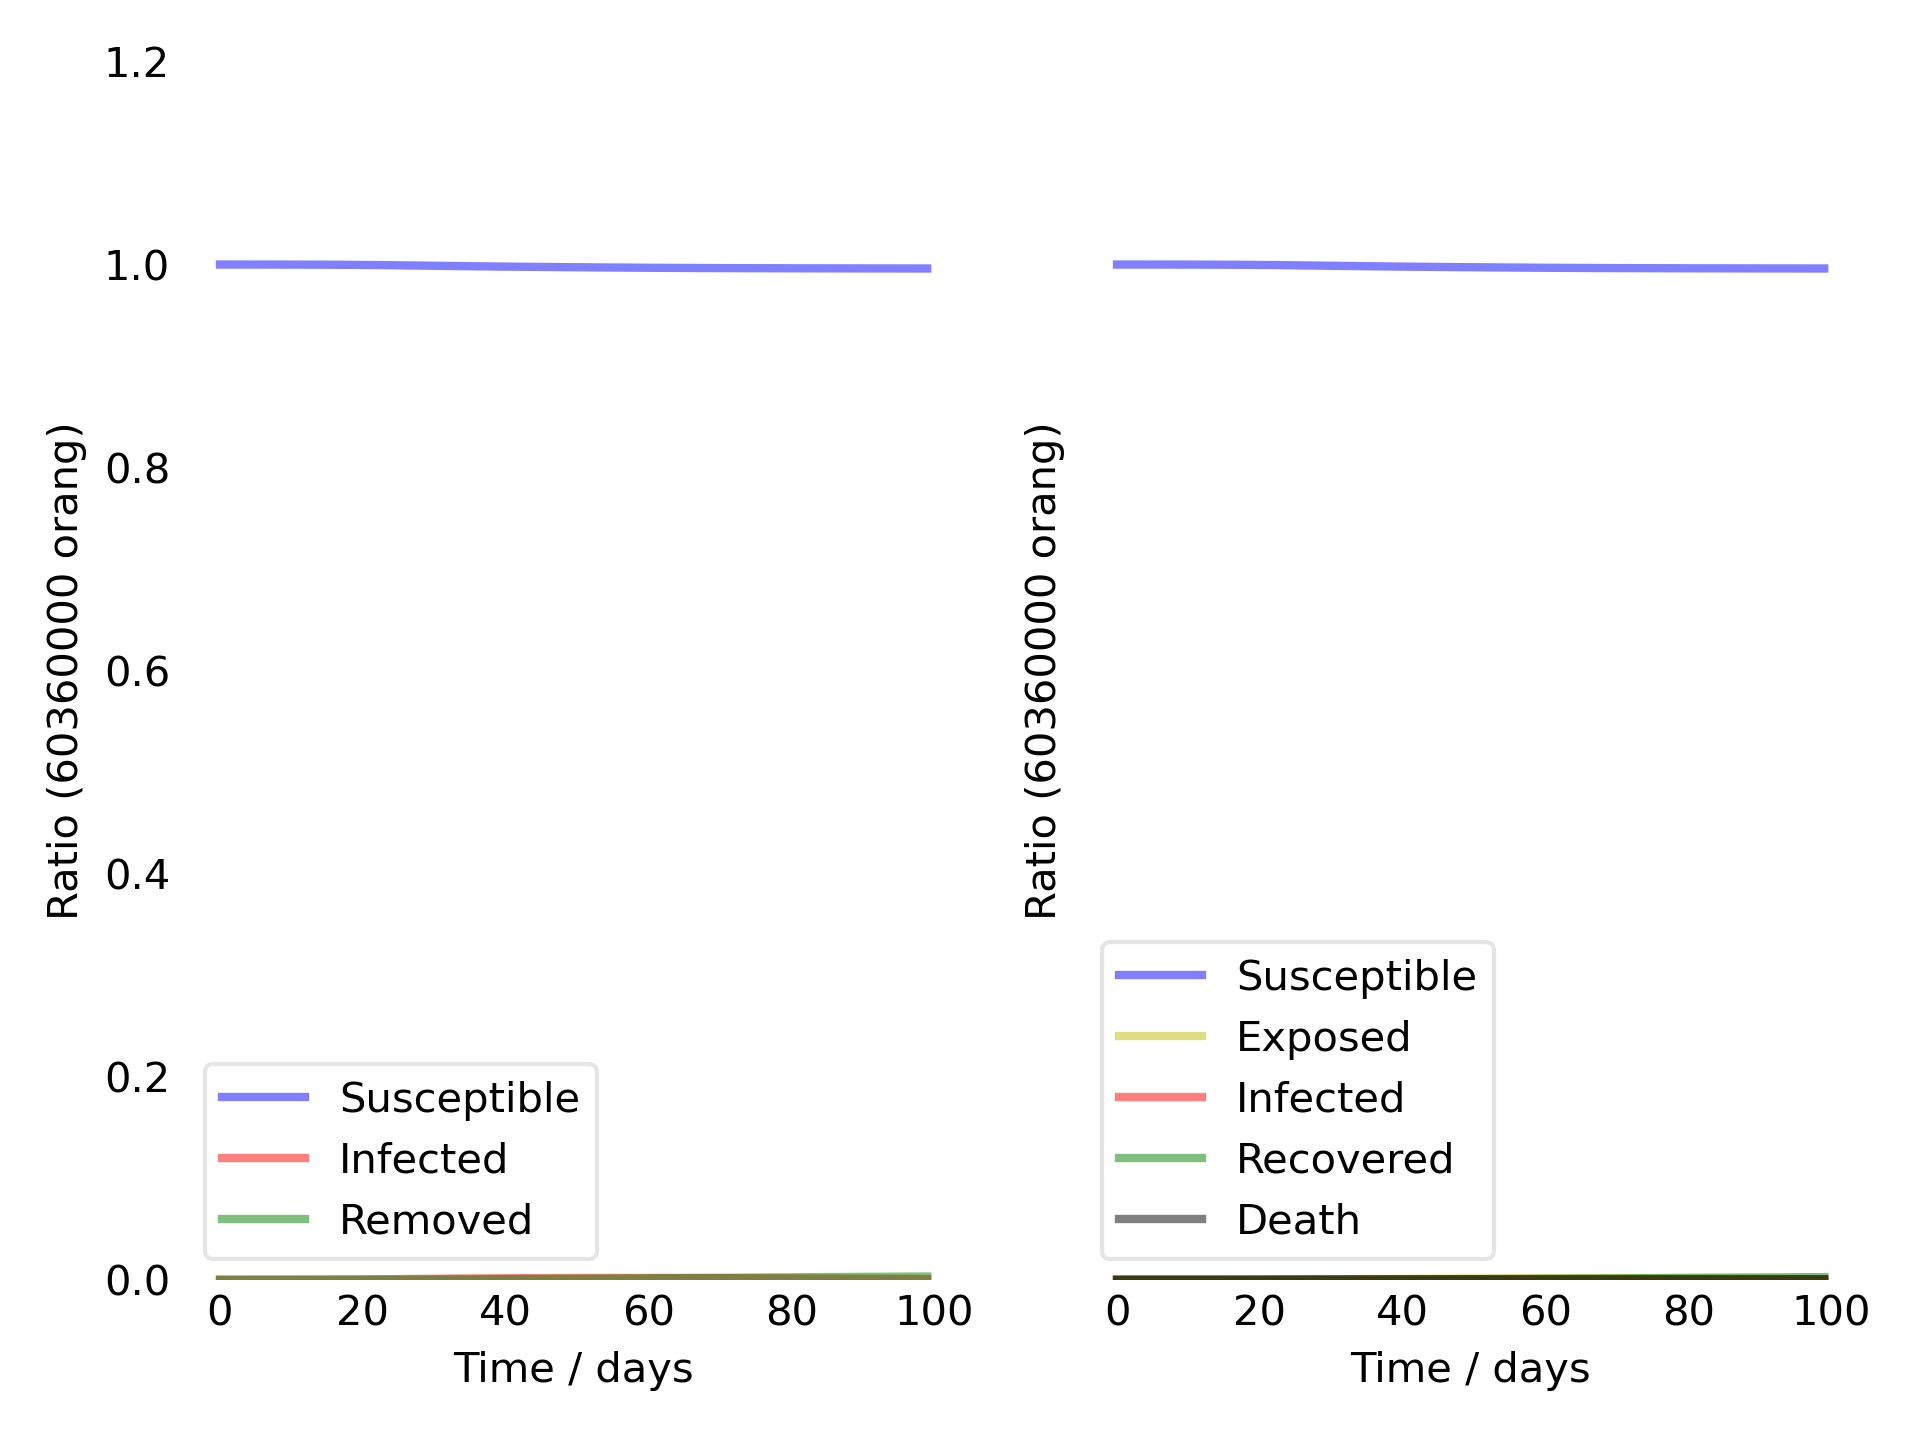 1.2
1.0
0.8
0.6
0.4
0.2
0.0
Ratio (60360000 orang)
Susceptible
Infected
Removed
0 20 40 60 80 100
Time / days
Ratio (60360000 orang)
Susceptible
Exposed
Infected
Recovered
Death
0 20 40 60 80 100
Time / days